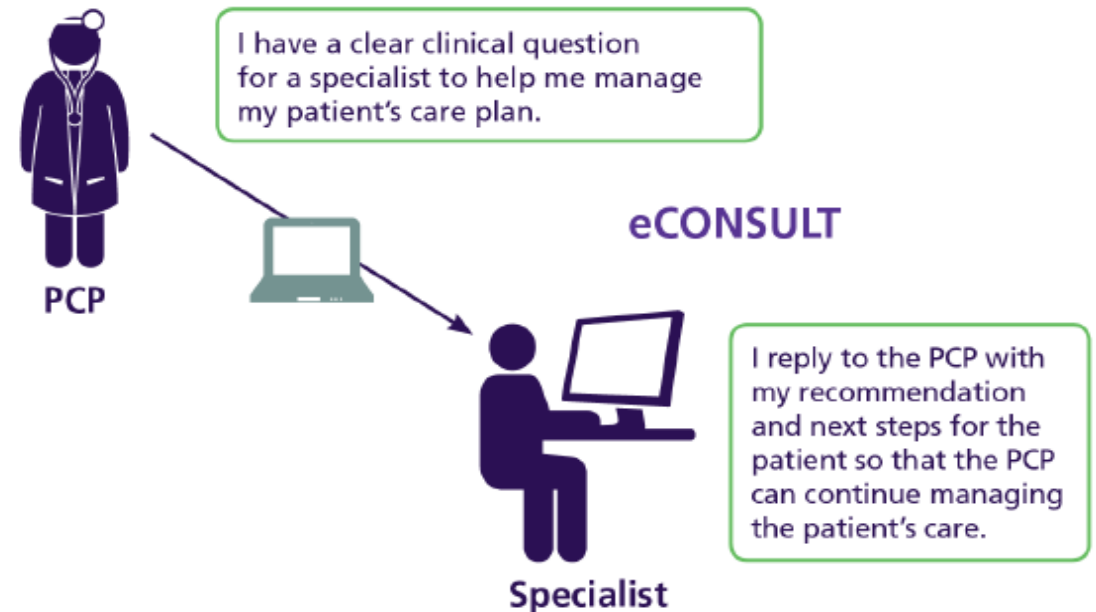 I have a clear clinical question
for a specialist to help me manage
my patient’s care plan.
eCONSULT
PCP
I reply to the PCP with
my recommendation
and next steps for the
patient so that the PCP
can continue managing
the patient’s care.
Specialist